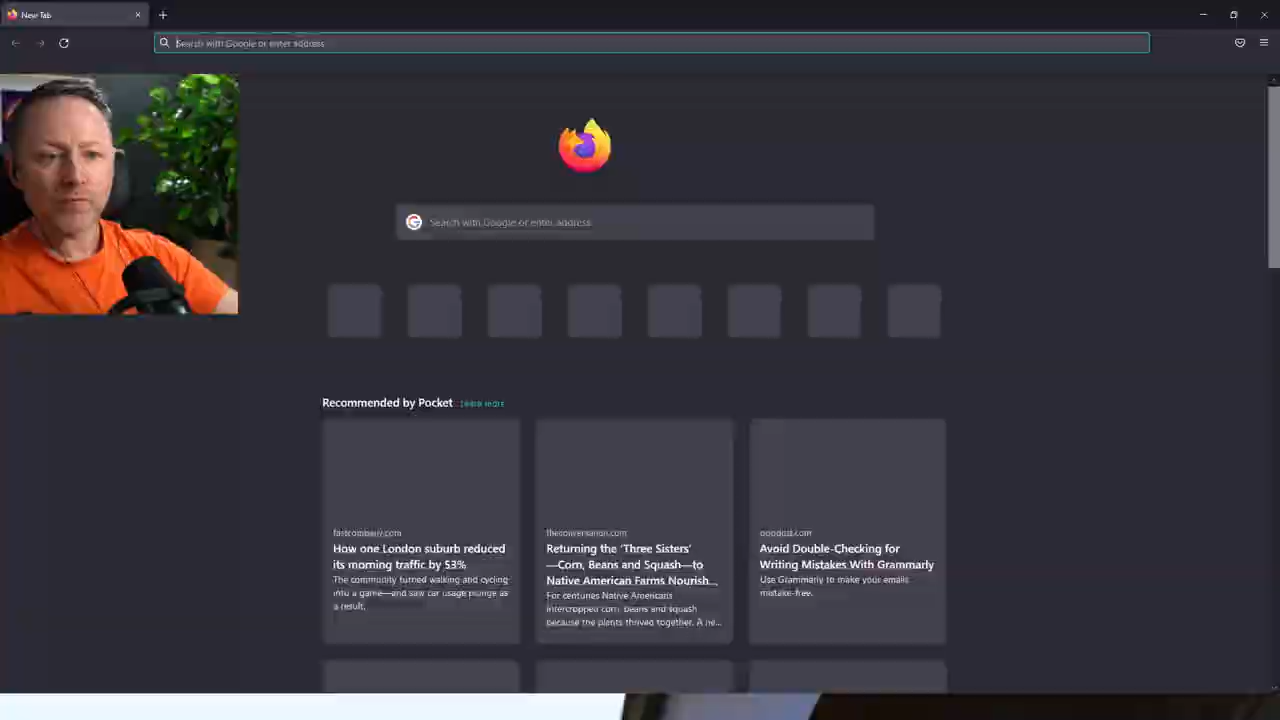 New Tab
Search with Google or enter address
Search with Google or enter address
Recommended by Pocket Learn more
fastcompany.com
How one London suburb reduced
its morning traffic by 53%
The community turned walking and cycling
into a game—and saw car usage plunge as
a result.
theconversation.com
Returning the ‘Three Sisters’
—Corn, Beans and Squash—to
Native American Farms Nourish...
For centuries Native Americans
intercropped corn, beans and squash
because the plants thrived together. A ne...
Avoid Double-Checking for
Writing Mistakes With Grammarly
Use Grammarly to make your emails
mistake-free.